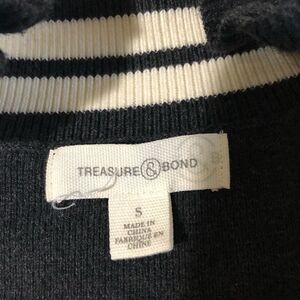 TREASURE & BOND
S
MADE IN
CHINA
FABRIQUÉ EN
CHINE